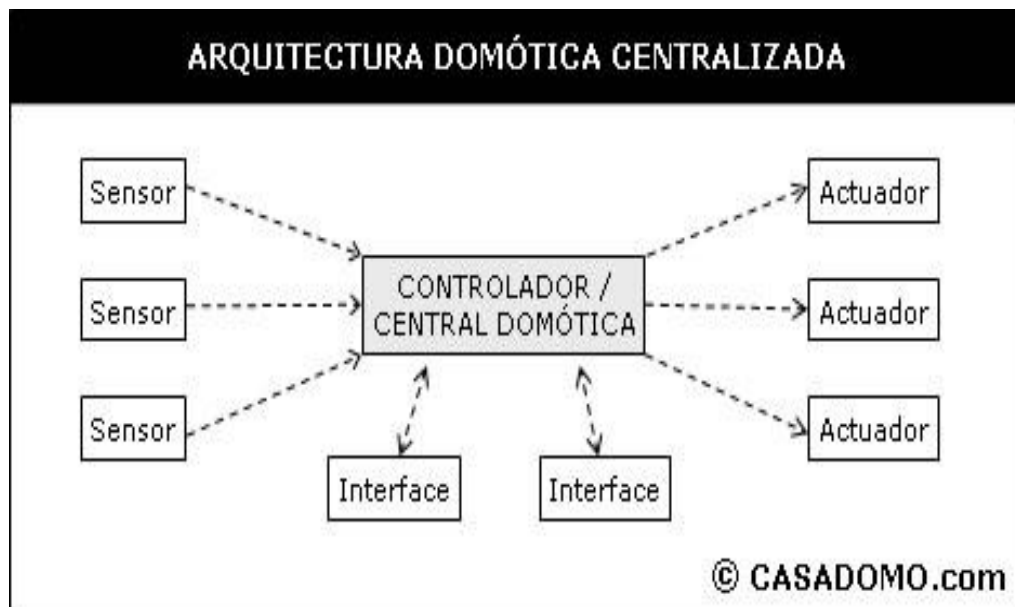 ARQUITECTURA DOMÓTICA CENTRALIZADA
Sensor
Actuador
CONTROLADOR /
CENTRAL DOMÓTICA
Sensor
Actuador
Sensor
Actuador
Interface
Interface
© CASADOMO.com